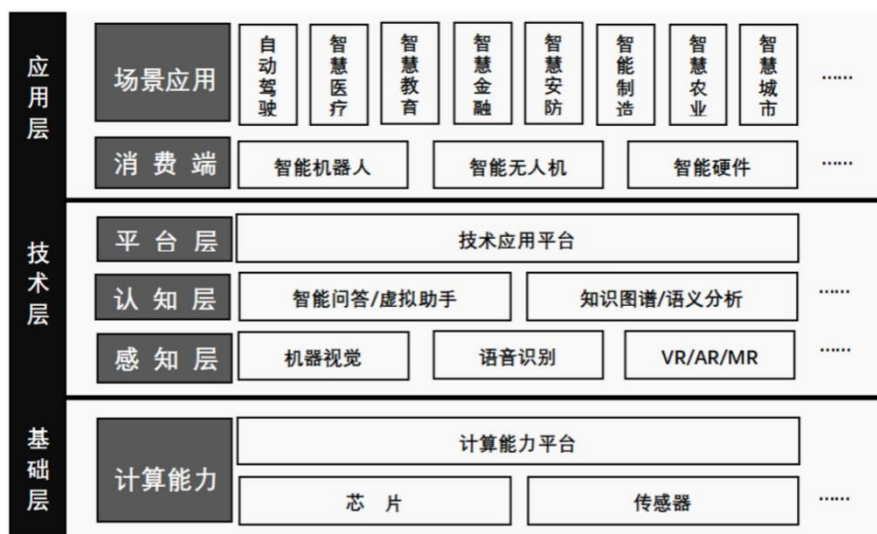 应用层
场景应用
自动驾驶
智慧医疗
智慧教育
智慧金融
智慧安防
智能制造
智慧农业
智慧城市
……
消费端
智能机器人
智能无人机
智能硬件
……
技术层
平台层
技术应用平台
认知层
智能问答/虚拟助手
知识图谱/语义分析
……
感知层
机器视觉
语音识别
VR/AR/MR
……
基础层
计算能力
计算能力平台
芯 片
传感器
……